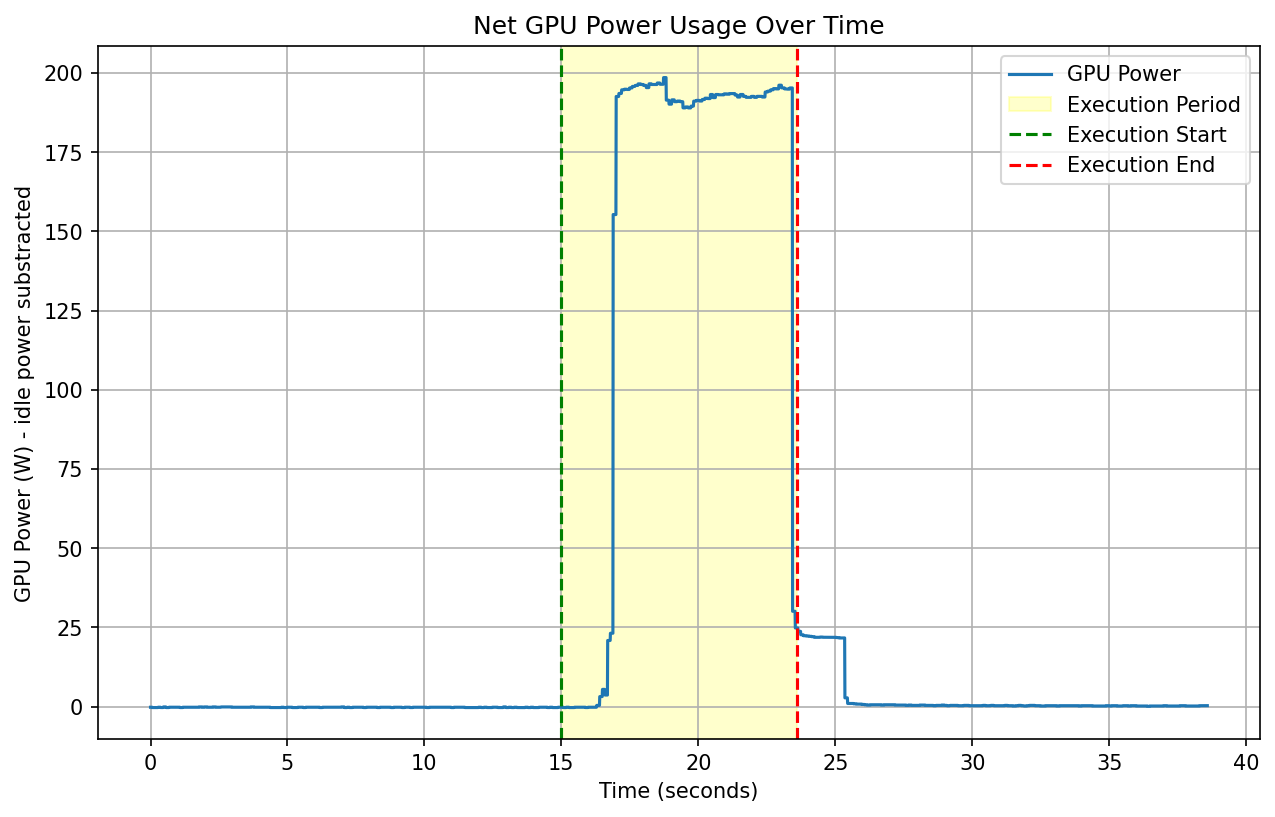 Net GPU Power Usage Over Time
GPU Power (W) - idle power substracted
200
175
150
125
100
75
50
25
0
GPU Power
Execution Period
Execution Start
Execution End
0 5 10 15 20 25 30 35 40
Time (seconds)